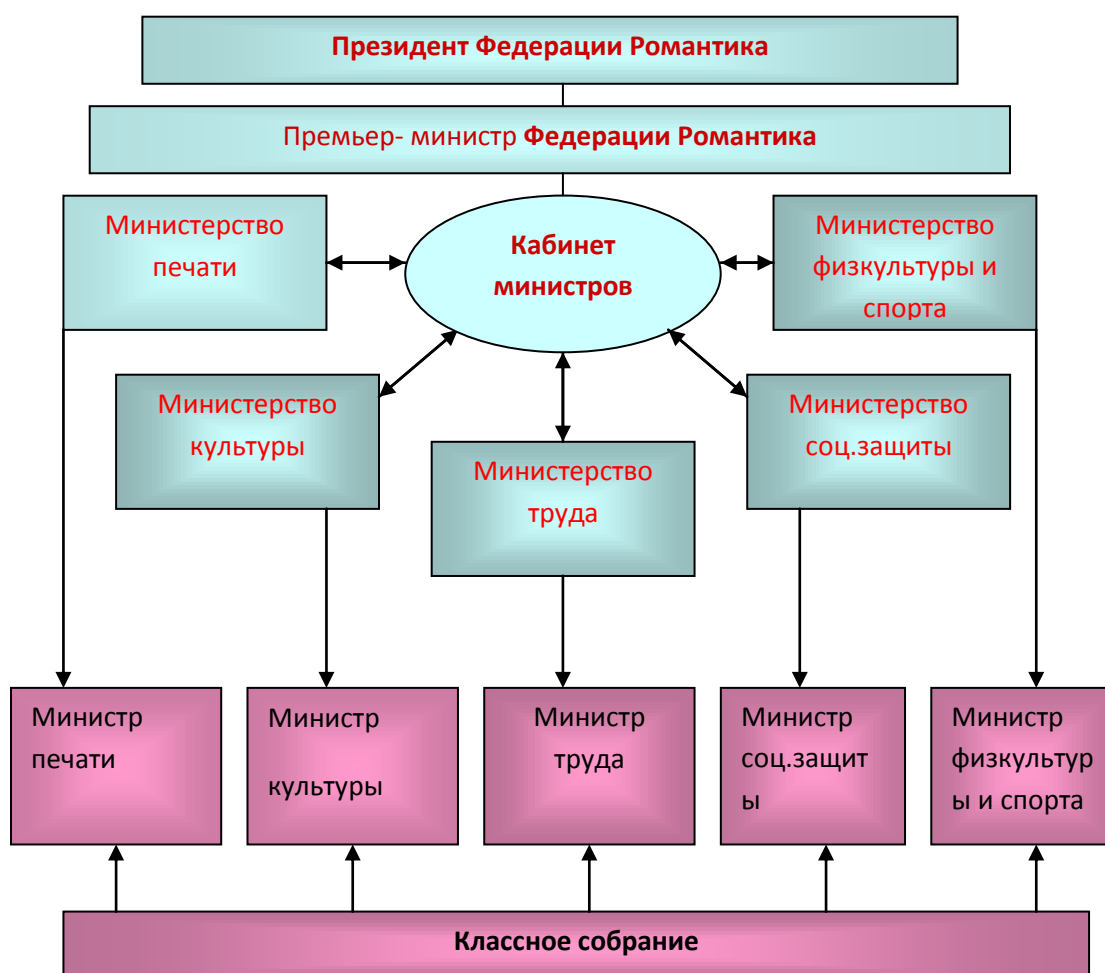 Президент Федерации Романтика
Премьер- министр Федерации Романтика
Министерство
печати
Кабинет
министров
Министерство
физкультуры и
спорта
Министерство
культуры
Министерство
труда
Министерство
соц.защиты
Министр
печати
Министр
культуры
Министр
труда
Министр
соц.защит
ы
Министр
физкультур
ы и спорта
Классное собрание